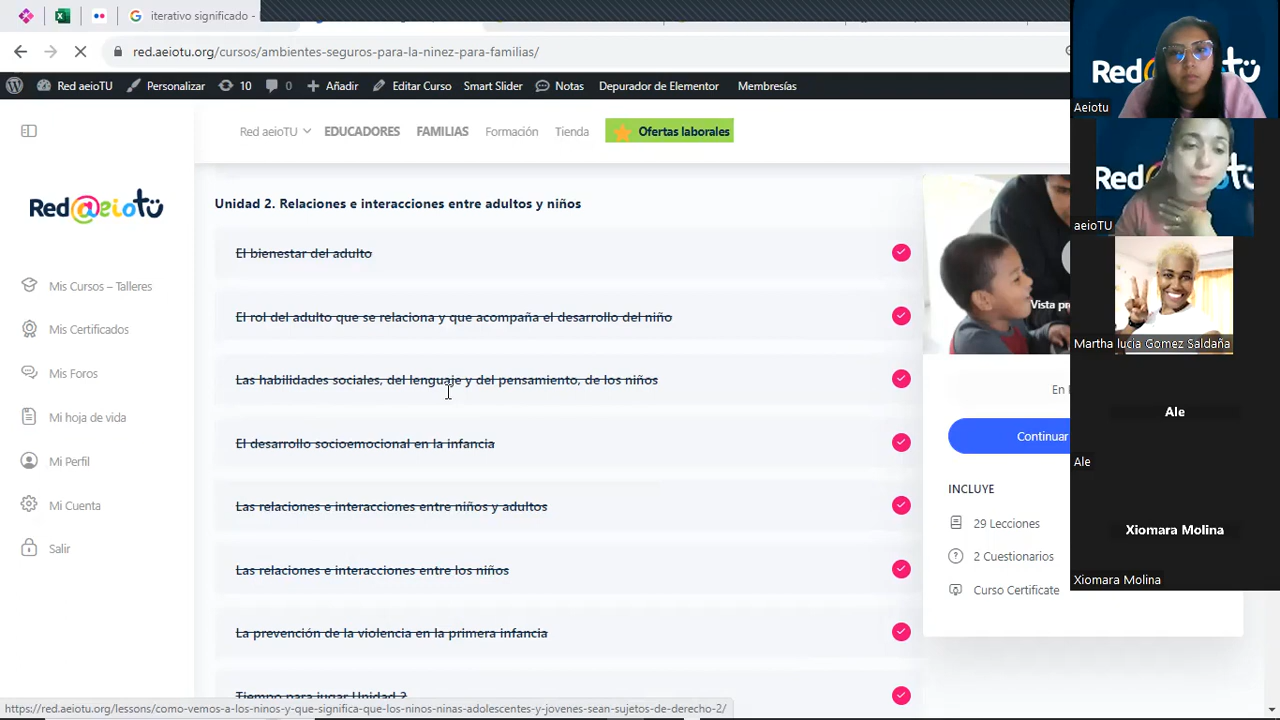 iterativo significado -
red.aeiotu.org/cursos/ambientes-seguros-para-la-ninez-para-familias/
Red aeioTU Personalizar 10 0 Añadir Editar Curso Smart Slider Notas Depurador de Elementor Membresías
Red aeioTU EDUCADORES FAMILIAS Formación Tienda Ofertas laborales
Red@eiotü
Mis Cursos – Talleres
Mis Certificados
Mis Foros
Mi hoja de vida
Mi Perfil
Mi Cuenta
Salir
Unidad 2. Relaciones e interacciones entre adultos y niños
El bienestar del adulto
El rol del adulto que se relaciona y que acompaña el desarrollo del niño
Las habilidades sociales, del lenguaje y del pensamiento, de los niños
El desarrollo socioemocional en la infancia
Las relaciones e interacciones entre niños y adultos
Las relaciones e interacciones entre los niños
La prevención de la violencia en la primera infancia
Tiempo para jugar Unidad 2
Vista
En
Continuar
INCLUYE
29 Lecciones
2 Cuestionarios
Curso Certificate
Aeiotu
aeioTU
Martha lucia Gomez Saldaña
Ale
Ale
Xiomara Molina
Xiomara Molina
https://red.aeiotu.org/lessons/como-vemos-a-los-ninos-y-que-significa-que-los-ninos-ninas-adolescentes-y-jovenes-sean-sujetos-de-derecho-2/